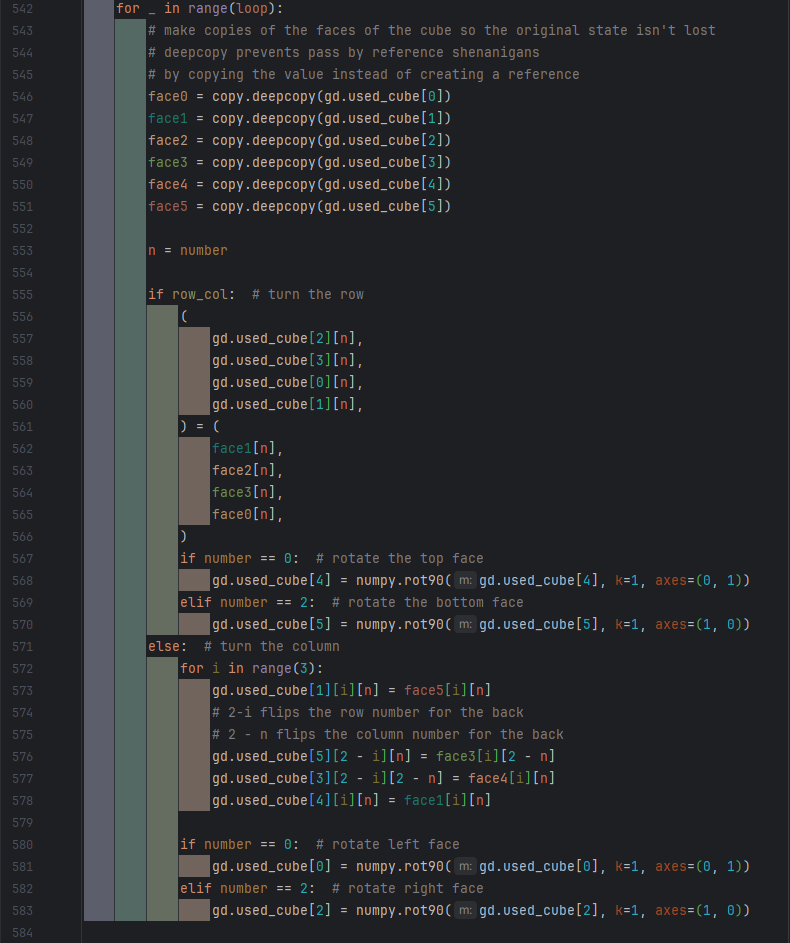 542 for _ in range(loop):
543 # make copies of the faces of the cube so the original state isn't lost
544 # deepcopy prevents pass by reference shenanigans
545 # by copying the value instead of creating a reference
546 face0 = copy.deepcopy(gd.used_cube[0])
547 face1 = copy.deepcopy(gd.used_cube[1])
548 face2 = copy.deepcopy(gd.used_cube[2])
549 face3 = copy.deepcopy(gd.used_cube[3])
550 face4 = copy.deepcopy(gd.used_cube[4])
551 face5 = copy.deepcopy(gd.used_cube[5])
552
553 n = number
554
555 if row_col:  # turn the row
556 (
557 gd.used_cube[2][n],
558 gd.used_cube[3][n],
559 gd.used_cube[0][n],
560 gd.used_cube[1][n],
561 ) = (
562 face1[n],
563 face2[n],
564 face3[n],
565 face0[n],
566 )
567 if number == 0:  # rotate the top face
568 gd.used_cube[4] = numpy.rot90( m: gd.used_cube[4], k=1, axes=(0, 1))
569 elif number == 2:  # rotate the bottom face
570 gd.used_cube[5] = numpy.rot90( m: gd.used_cube[5], k=1, axes=(1, 0))
571 else:  # turn the column
572 for i in range(3):
573 gd.used_cube[1][i][n] = face5[i][n]
574 # 2-i flips the row number for the back
575 # 2 - n flips the column number for the back
576 gd.used_cube[5][2 - i][n] = face3[i][2 - n]
577 gd.used_cube[3][2 - i][2 - n] = face4[i][n]
578 gd.used_cube[4][i][n] = face1[i][n]
579
580 if number == 0:  # rotate left face
581 gd.used_cube[0] = numpy.rot90( m: gd.used_cube[0], k=1, axes=(0, 1))
582 elif number == 2:  # rotate right face
583 gd.used_cube[2] = numpy.rot90( m: gd.used_cube[2], k=1, axes=(1, 0))
584